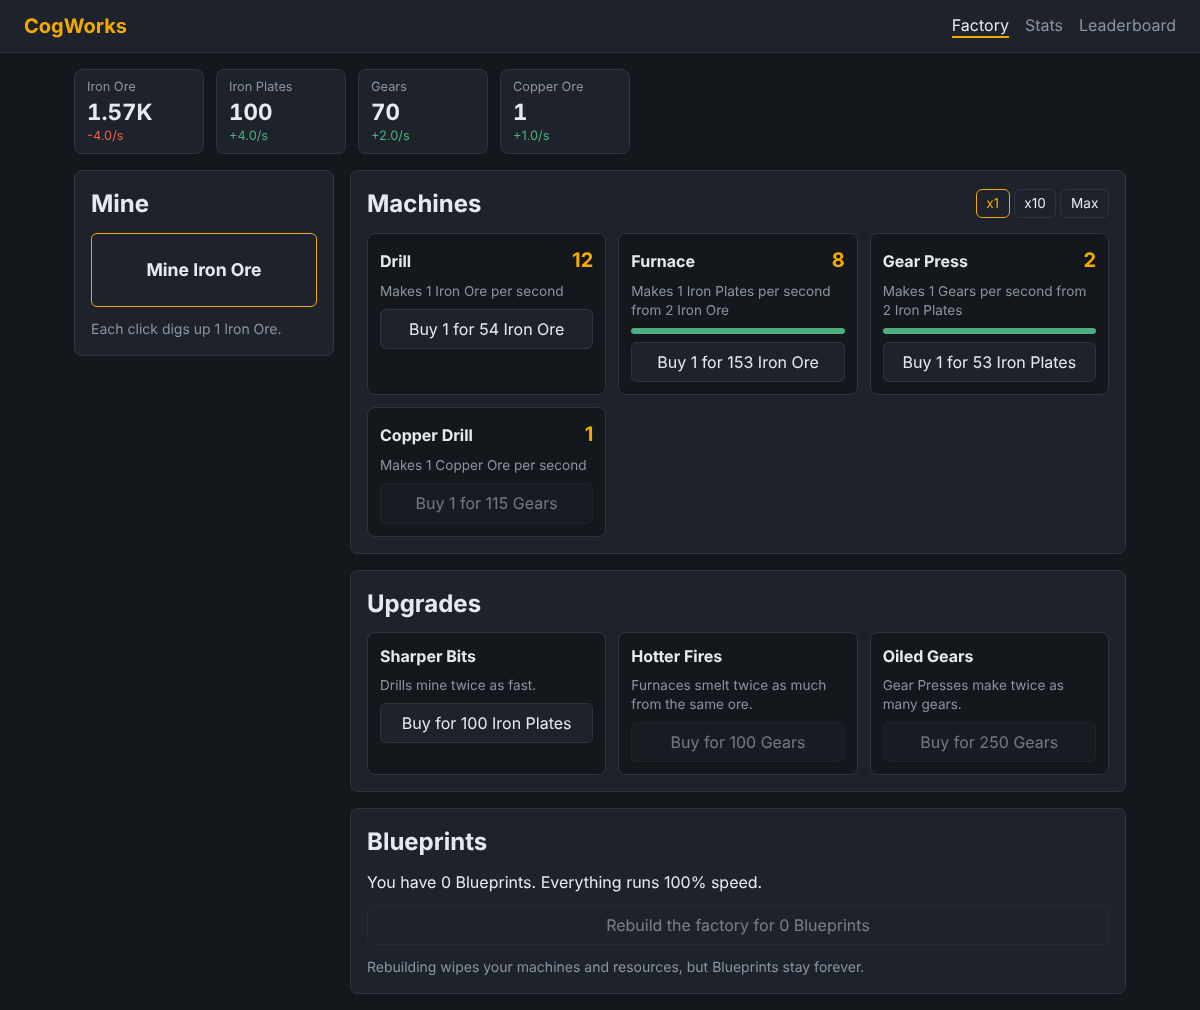 CogWorks
Factory Stats Leaderboard
Iron Ore
1.57K
-4.0/s
Iron Plates
100
+4.0/s
Gears
70
+2.0/s
Copper Ore
1
+1.0/s
Mine
Mine Iron Ore
Each click digs up 1 Iron Ore.
Machines
x1 x10 Max
Drill 12
Makes 1 Iron Ore per second
Buy 1 for 54 Iron Ore
Furnace 8
Makes 1 Iron Plates per second
from 2 Iron Ore
Buy 1 for 153 Iron Ore
Gear Press 2
Makes 1 Gears per second from
2 Iron Plates
Buy 1 for 53 Iron Plates
Copper Drill 1
Makes 1 Copper Ore per second
Buy 1 for 115 Gears
Upgrades
Sharper Bits
Drills mine twice as fast.
Buy for 100 Iron Plates
Hotter Fires
Furnaces smelt twice as much
from the same ore.
Buy for 100 Gears
Oiled Gears
Gear Presses make twice as
many gears.
Buy for 250 Gears
Blueprints
You have 0 Blueprints. Everything runs 100% speed.
Rebuild the factory for 0 Blueprints
Rebuilding wipes your machines and resources, but Blueprints stay forever.